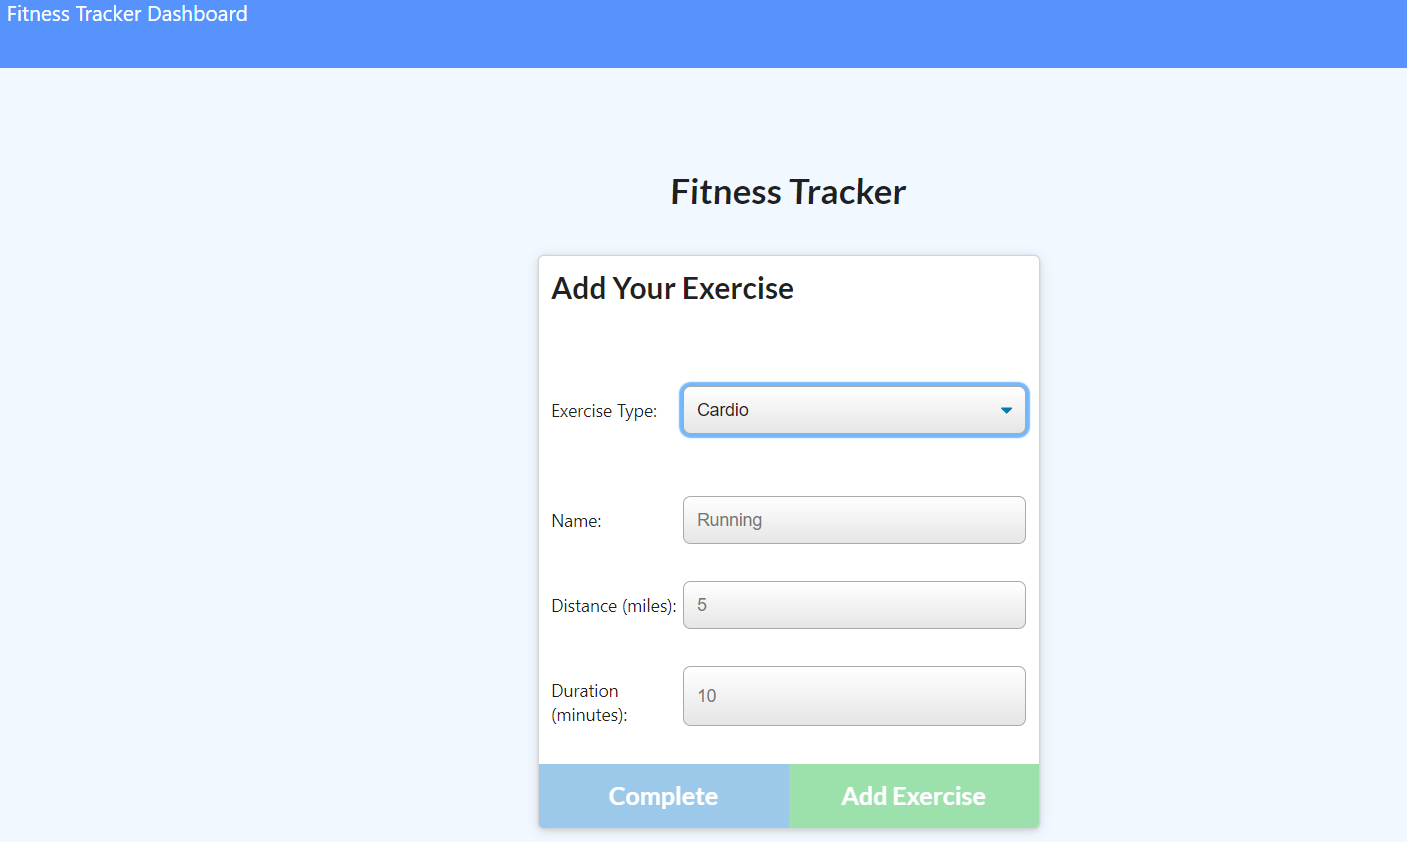 Fitness Tracker Dashboard
Fitness Tracker
Add Your Exercise
Exercise Type: Cardio
Name: Running
Distance (miles): 5
Duration (minutes): 10
Complete Add Exercise